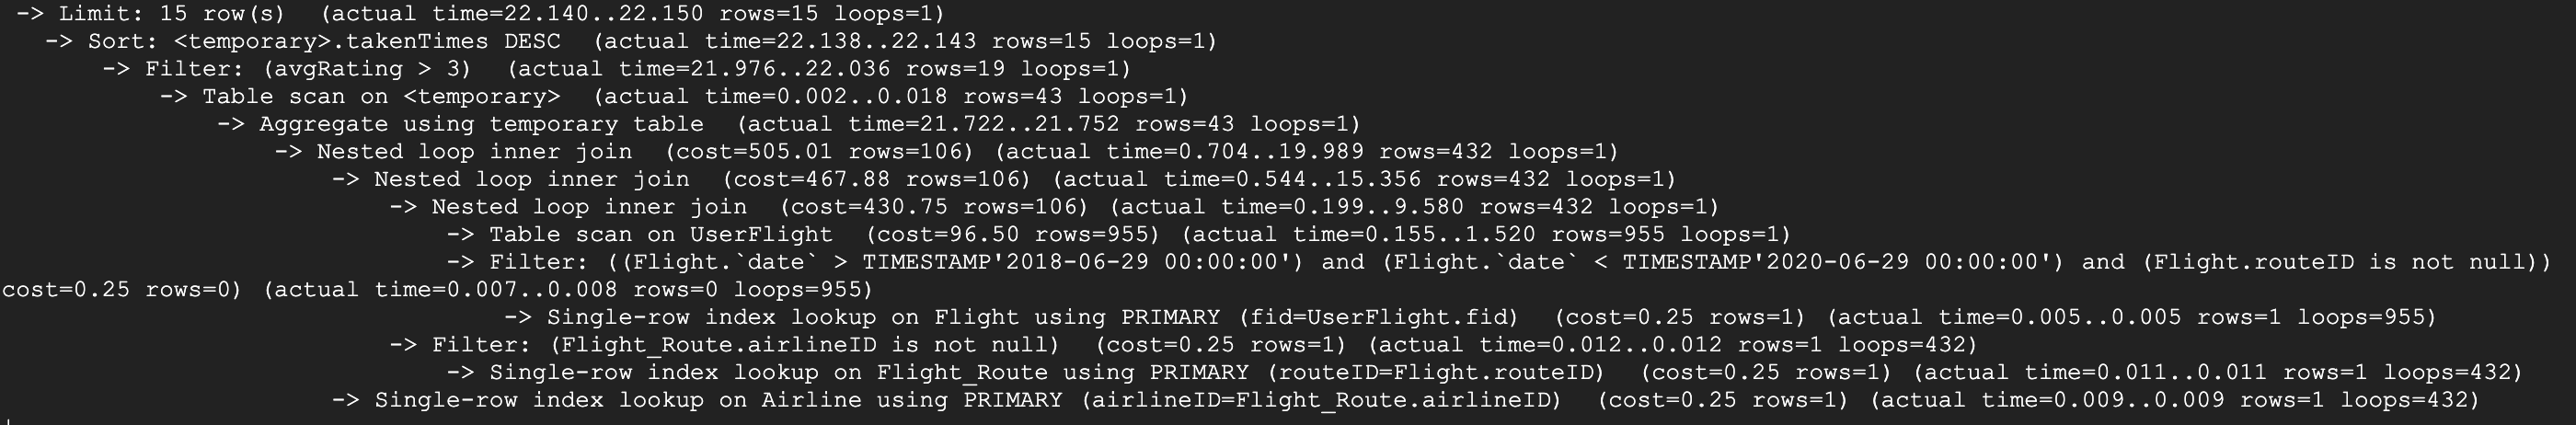 -> Limit: 15 row(s)  (actual time=22.140..22.150 rows=15 loops=1)
-> Sort: <temporary>.takenTimes DESC  (actual time=22.138..22.143 rows=15 loops=1)
-> Filter: (avgRating > 3)  (actual time=21.976..22.036 rows=19 loops=1)
-> Table scan on <temporary>  (actual time=0.002..0.018 rows=43 loops=1)
-> Aggregate using temporary table  (actual time=21.722..21.752 rows=43 loops=1)
-> Nested loop inner join  (cost=505.01 rows=106) (actual time=0.704..19.989 rows=432 loops=1)
-> Nested loop inner join  (cost=467.88 rows=106) (actual time=0.544..15.356 rows=432 loops=1)
-> Nested loop inner join  (cost=430.75 rows=106) (actual time=0.199..9.580 rows=432 loops=1)
-> Table scan on UserFlight  (cost=96.50 rows=955) (actual time=0.155..1.520 rows=955 loops=1)
-> Filter: ((Flight.`date` > TIMESTAMP'2018-06-29 00:00:00') and (Flight.`date` < TIMESTAMP'2020-06-29 00:00:00') and (Flight.routeID is not null))
cost=0.25 rows=0) (actual time=0.007..0.008 rows=0 loops=955)
-> Single-row index lookup on Flight using PRIMARY (fid=UserFlight.fid)  (cost=0.25 rows=1) (actual time=0.005..0.005 rows=1 loops=955)
-> Filter: (Flight_Route.airlineID is not null)  (cost=0.25 rows=1) (actual time=0.012..0.012 rows=1 loops=432)
-> Single-row index lookup on Flight_Route using PRIMARY (routeID=Flight.routeID)  (cost=0.25 rows=1) (actual time=0.011..0.011 rows=1 loops=432)
-> Single-row index lookup on Airline using PRIMARY (airlineID=Flight_Route.airlineID)  (cost=0.25 rows=1) (actual time=0.009..0.009 rows=1 loops=432)